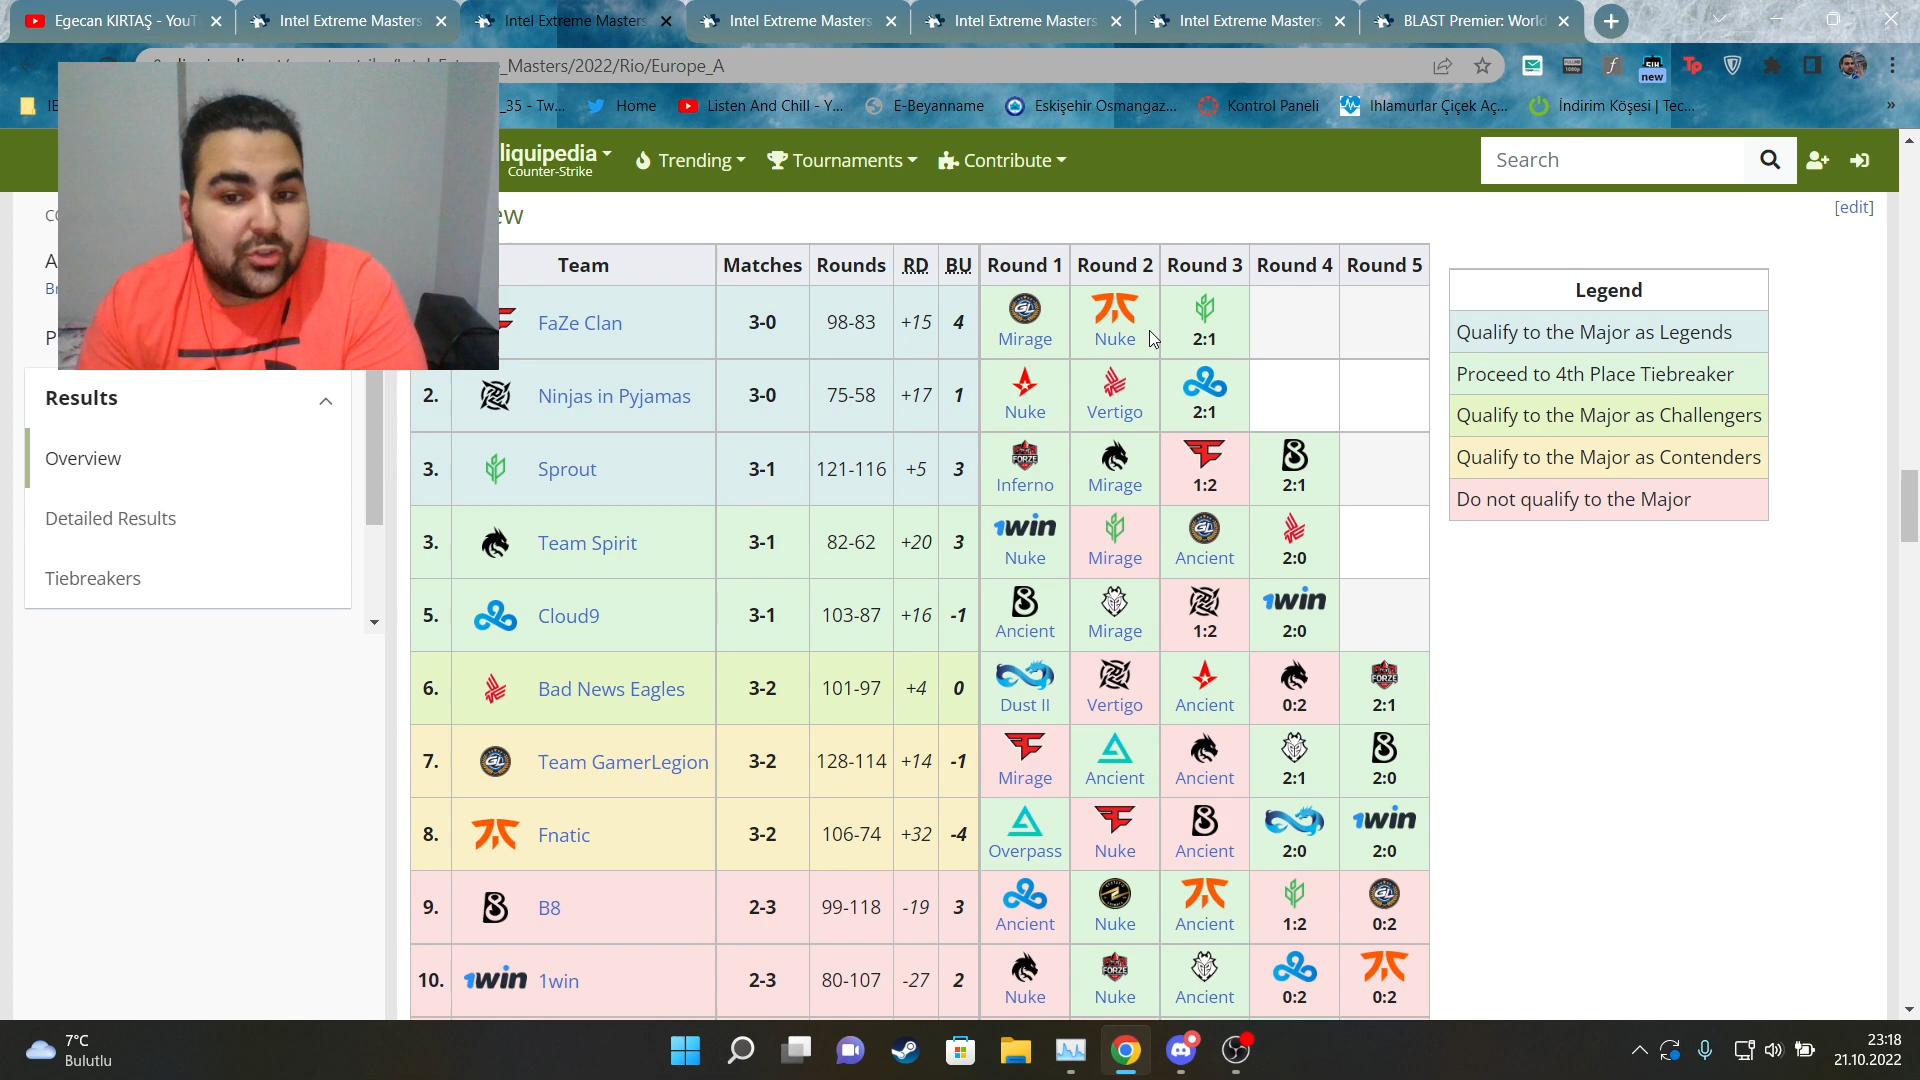 Egecan KIRTAŞ - YouT
Intel Extreme Masters
Intel Extreme Masters
Intel Extreme Masters
Intel Extreme Masters
Intel Extreme Masters
BLAST Premier: World
_Masters/2022/Rio/Europe_A
new
_35 - Tw...
Home
Listen And Chill - Y...
E-Beyanname
Eskişehir Osmangaz...
Kontrol Paneli
Ihlamurlar Çiçek Aç...
İndirim Köşesi | Tec...
»
liquipedia
Counter-Strike
Trending
Tournaments
Contribute
Search
[edit]
Results
Overview
Detailed Results
Tiebreakers
Team Matches Rounds RD BU Round 1 Round 2 Round 3 Round 4 Round 5
FaZe Clan 3-0 98-83 +15 4 Mirage Nuke 2:1
2. Ninjas in Pyjamas 3-0 75-58 +17 1 Nuke Vertigo 2:1
3. Sprout 3-1 121-116 +5 3 FORZE Inferno Mirage 1:2 2:1
3. Team Spirit 3-1 82-62 +20 3 1win Nuke Mirage GL Ancient 2:0
5. Cloud9 3-1 103-87 +16 -1 Ancient Mirage 1:2 1win 2:0
6. Bad News Eagles 3-2 101-97 +4 0 Dust II Vertigo Ancient 0:2 FORZE 2:1
7. Team GamerLegion 3-2 128-114 +14 -1 Mirage Ancient Ancient 2:1 2:0
8. Fnatic 3-2 106-74 +32 -4 Overpass Nuke Ancient 2:0 1win 2:0
9. B8 2-3 99-118 -19 3 Ancient Nuke Ancient 1:2 GL 0:2
10. 1win 1win 2-3 80-107 -27 2 Nuke FORZE Nuke Ancient 0:2 0:2
Legend
Qualify to the Major as Legends
Proceed to 4th Place Tiebreaker
Qualify to the Major as Challengers
Qualify to the Major as Contenders
Do not qualify to the Major
7°C
Bulutlu
23:18
21.10.2022